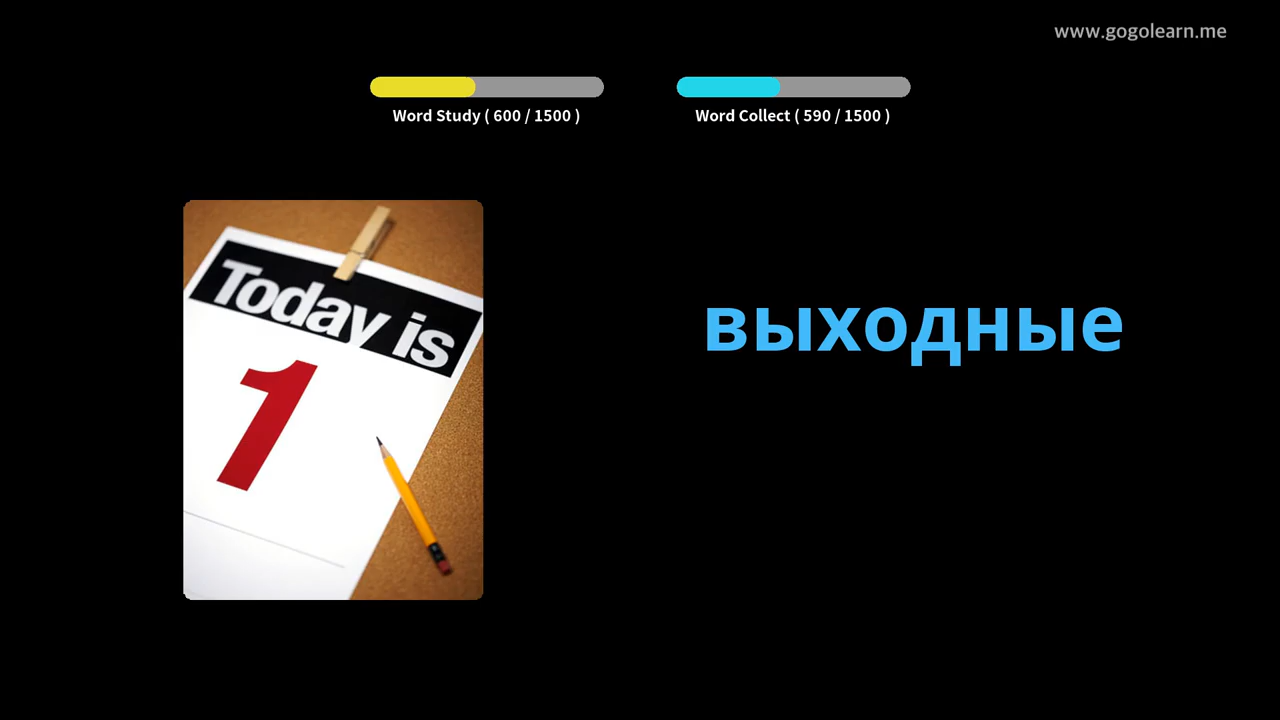 www.gogolearn.me
Word Study ( 600 / 1500 )
Word Collect ( 590 / 1500 )
Today is
1
выходные